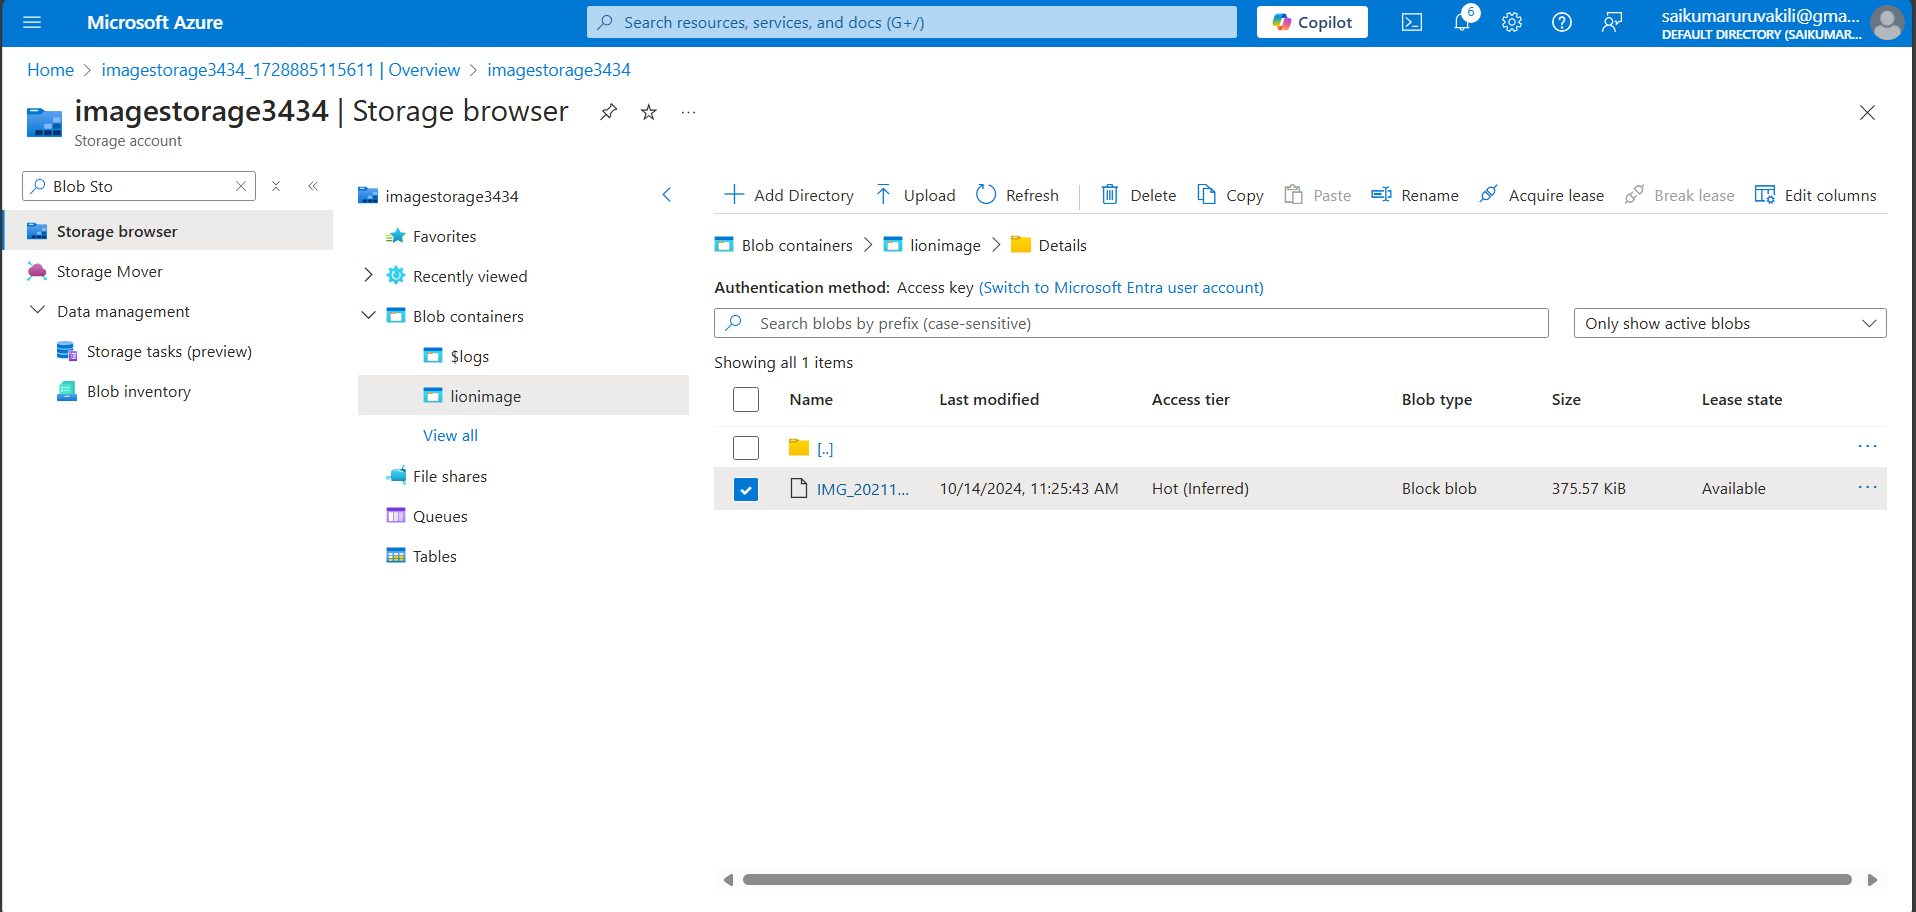 Microsoft Azure
Search resources, services, and docs (G+/)
Copilot
6
saikumaruruvakili@gma...
DEFAULT DIRECTORY (SAIKUMAR...
Home > imagestorage3434_1728885115611 | Overview > imagestorage3434
imagestorage3434 | Storage browser
...
Storage account
Blob Sto
Storage browser
Storage Mover
Data management
Storage tasks (preview)
Blob inventory
imagestorage3434
Favorites
Recently viewed
Blob containers
$logs
lionimage
View all
File shares
Queues
Tables
Add Directory Upload Refresh Delete Copy Paste Rename Acquire lease Break lease Edit columns
Blob containers > lionimage > Details
Authentication method: Access key (Switch to Microsoft Entra user account)
Search blobs by prefix (case-sensitive)
Only show active blobs
Showing all 1 items
Name Last modified Access tier Blob type Size Lease state
[..] ...
IMG_20211... 10/14/2024, 11:25:43 AM Hot (Inferred) Block blob 375.57 KiB Available ...